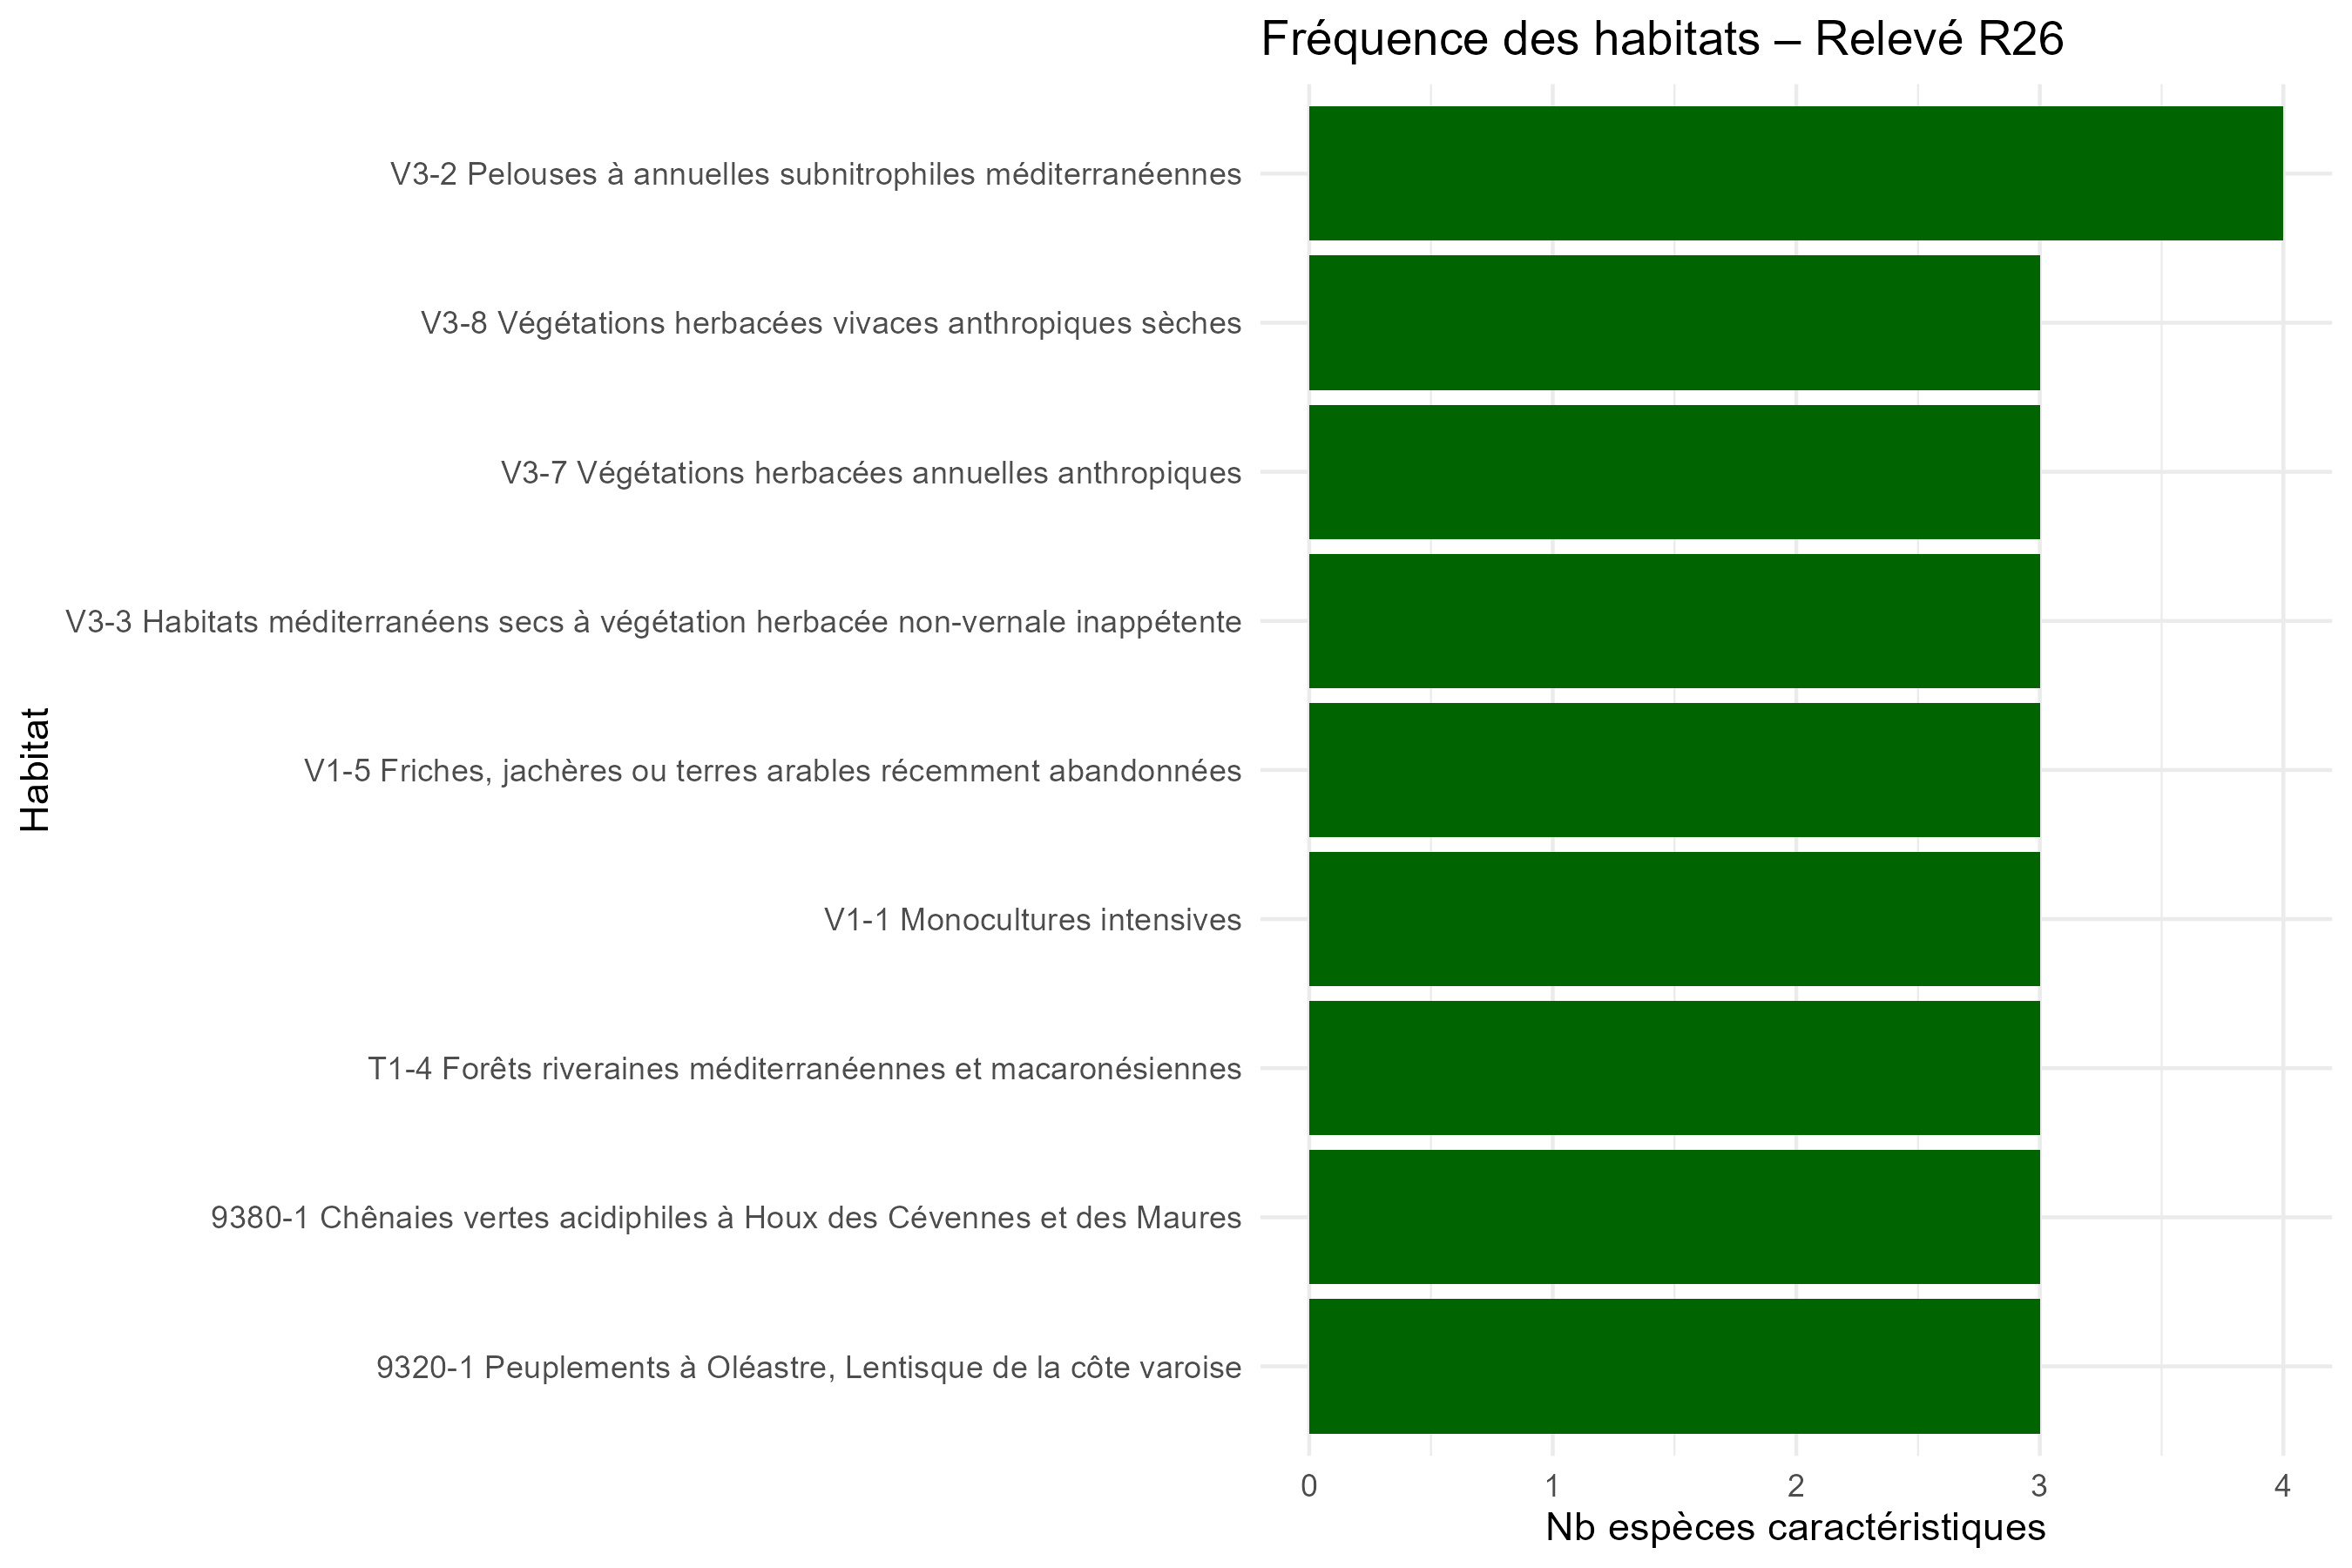 Fréquence des habitats – Relevé R26
V3-2 Pelouses à annuelles subnitrophiles méditerranéennes
V3-8 Végétations herbacées vivaces anthropiques sèches
V3-7 Végétations herbacées annuelles anthropiques
V3-3 Habitats méditerranéens secs à végétation herbacée non-vernale inappétente
V1-5 Friches, jachères ou terres arables récemment abandonnées
V1-1 Monocultures intensives
T1-4 Forêts riveraines méditerranéennes et macaronésiennes
9380-1 Chênaies vertes acidiphiles à Houx des Cévennes et des Maures
9320-1 Peuplements à Oléastre, Lentisque de la côte varoise
Habitat
0 1 2 3 4
Nb espèces caractéristiques